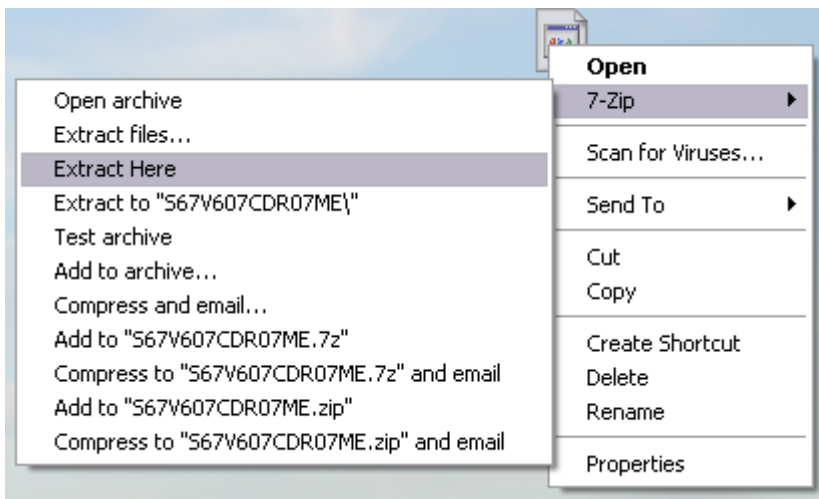 Open
7-Zip
Scan for Viruses...
Send To
Cut
Copy
Create Shortcut
Delete
Rename
Properties
Open archive
Extract files...
Extract Here
Extract to "S67V607CDR07ME\"
Test archive
Add to archive...
Compress and email...
Add to "S67V607CDR07ME.7z"
Compress to "S67V607CDR07ME.7z" and email
Add to "S67V607CDR07ME.zip"
Compress to "S67V607CDR07ME.zip" and email